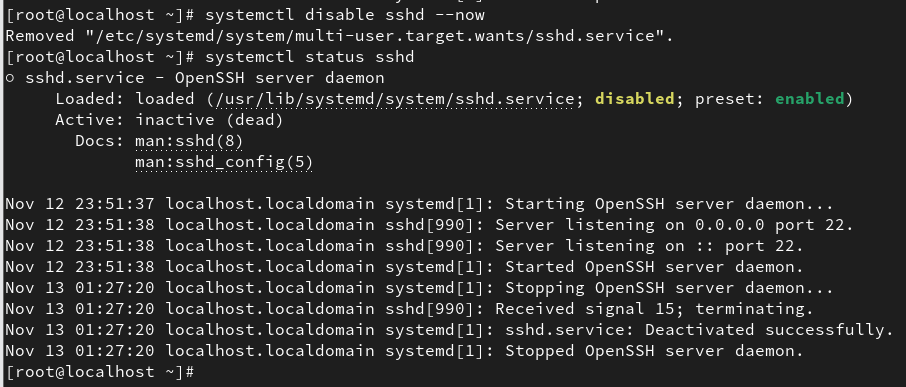 [root@localhost ~]# systemctl disable sshd --now
Removed "/etc/systemd/system/multi-user.target.wants/sshd.service".
[root@localhost ~]# systemctl status sshd
○ sshd.service - OpenSSH server daemon
     Loaded: loaded (/usr/lib/systemd/system/sshd.service; disabled; preset: enabled)
     Active: inactive (dead)
       Docs: man:sshd(8)
             man:sshd_config(5)

Nov 12 23:51:37 localhost.localdomain systemd[1]: Starting OpenSSH server daemon...
Nov 12 23:51:38 localhost.localdomain sshd[990]: Server listening on 0.0.0.0 port 22.
Nov 12 23:51:38 localhost.localdomain sshd[990]: Server listening on :: port 22.
Nov 12 23:51:38 localhost.localdomain systemd[1]: Started OpenSSH server daemon.
Nov 13 01:27:20 localhost.localdomain systemd[1]: Stopping OpenSSH server daemon...
Nov 13 01:27:20 localhost.localdomain sshd[990]: Received signal 15; terminating.
Nov 13 01:27:20 localhost.localdomain systemd[1]: sshd.service: Deactivated successfully.
Nov 13 01:27:20 localhost.localdomain systemd[1]: Stopped OpenSSH server daemon.
[root@localhost ~]#